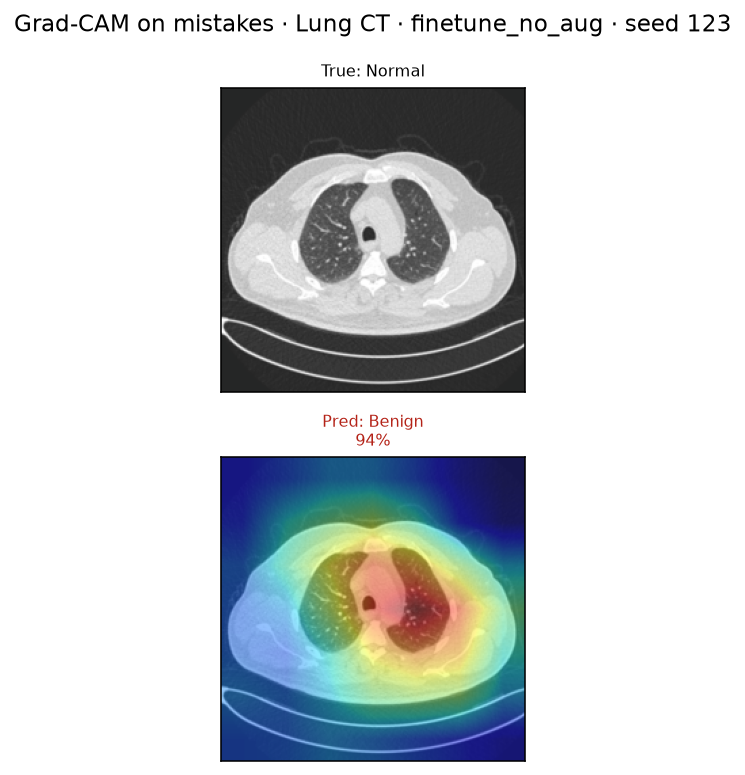 Grad-CAM on mistakes · Lung CT · finetune_no_aug · seed 123
True: Normal
Pred: Benign
94%